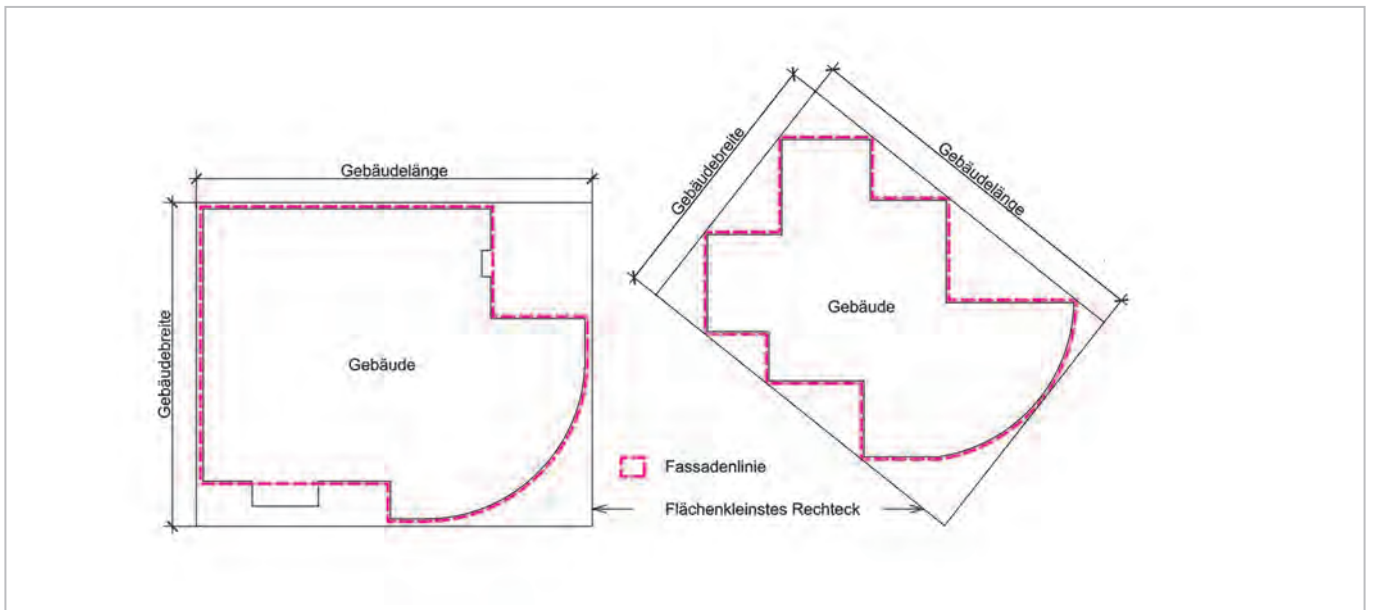 Gebäudelänge
Gebäudebreite
Gebäude
Gebäudebreite
Gebäudelänge
Gebäude
Fassadenlinie
Flächenkleinstes Rechteck